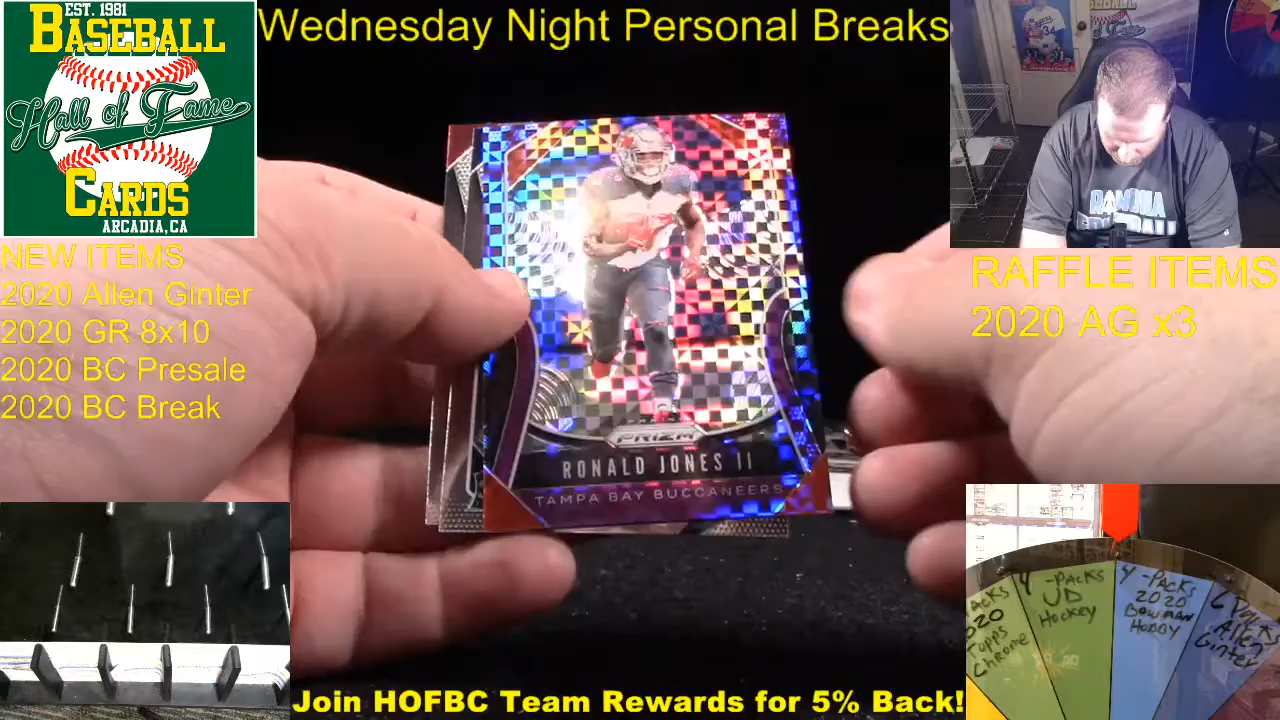 EST. 1981
BASEBALL
Hall of Fame
CARDS
ARCADIA, CA
Wednesday Night Personal Breaks
NEW ITEMS
2020 Allen Ginter
2020 GR 8x10
2020 BC Presale
2020 BC Break
RAFFLE ITEMS
2020 AG x3
34
PRIZM
RONALD JONES II
TAMPA BAY BUCCANEERS
Topps
Chrome
4 -PACKS
UD
HOCKEY
4 -PACKS
2020
BOWMAN
HOBBY
Allen
Ginter
Join HOFBC Team Rewards for 5% Back!